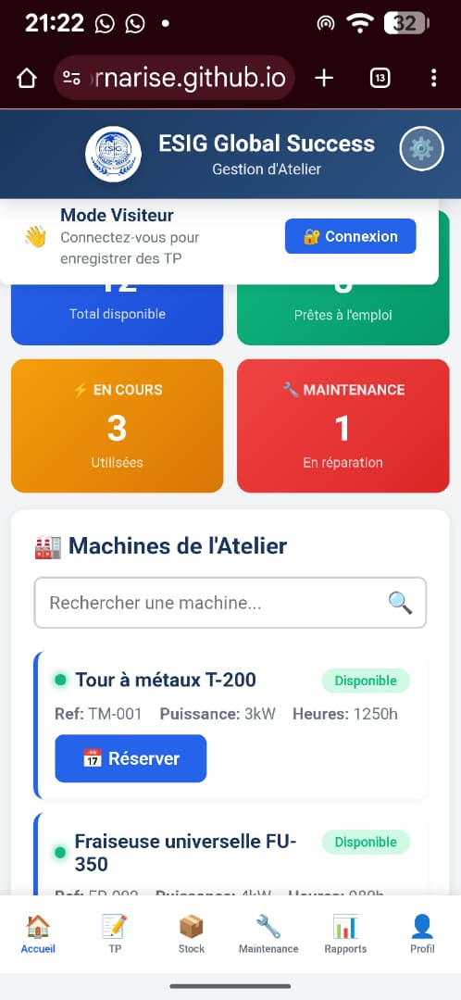 21:22
32
rnarise.github.io
13
ESIG Global Success
Gestion d'Atelier
Mode Visiteur
Connectez-vous pour
enregistrer des TP
Connexion
Total disponible
Prêtes à l'emploi
EN COURS
3
Utilisées
MAINTENANCE
1
En réparation
Machines de l'Atelier
Rechercher une machine...
Tour à métaux T-200
Disponible
Ref: TM-001 Puissance: 3kW Heures: 1250h
Réserver
Fraiseuse universelle FU-
350
Disponible
Accueil
TP
Stock
Maintenance
Rapports
Profil